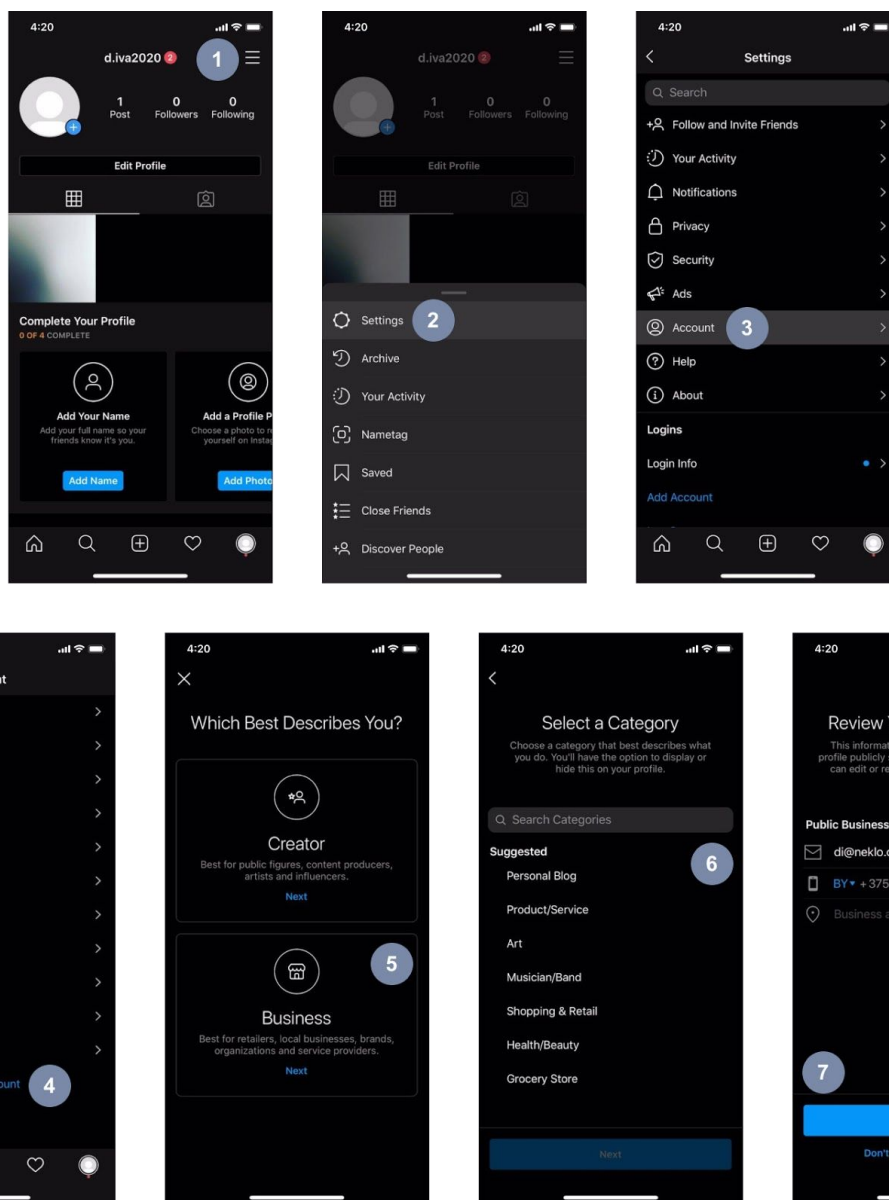 4:20
d.iva2020 2
1
1 0 0
Post Followers Following
Edit Profile
Complete Your Profile
0 OF 4 COMPLETE
Add Your Name
Add your full name so your
friends know it's you.
Add Name
Add a Profile P
Choose a photo to re
yourself on Insta
Add Photo
4:20
d.iva2020 2
1 0 0
Post Followers Following
Edit Profile
Settings
2
Archive
Your Activity
Nametag
Saved
Close Friends
Discover People
4:20
Settings
Search
Follow and Invite Friends
Your Activity
Notifications
Privacy
Security
Ads
Account
3
Help
About
Logins
Login Info
Add Account
nt
ount
4
4:20
Which Best Describes You?
Creator
Best for public figures, content producers,
artists and influencers.
Next
5
Business
Best for retailers, local businesses, brands,
organizations and service providers.
Next
4:20
Select a Category
Choose a category that best describes what
you do. You'll have the option to display or
hide this on your profile.
Search Categories
Suggested
6
Personal Blog
Product/Service
Art
Musician/Band
Shopping & Retail
Health/Beauty
Grocery Store
Next
4:20
Review
This informat
profile publicly
can edit or re
Public Business
di@neklo.
BY +375
Business a
7
Don't